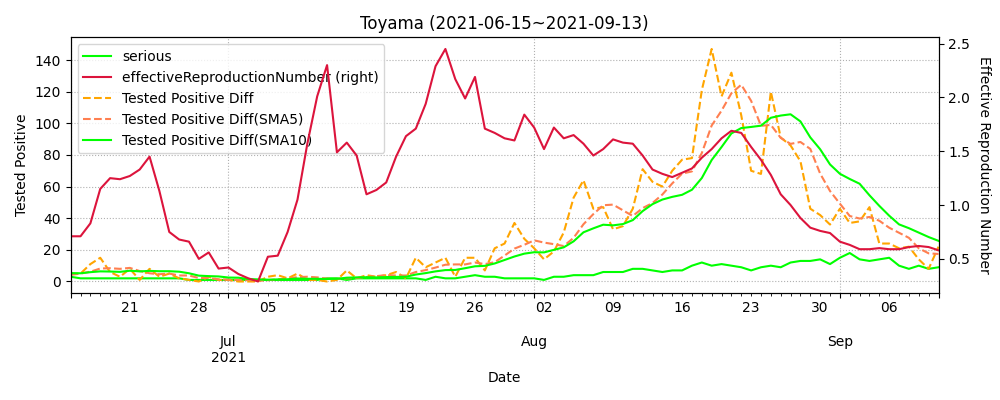 Toyama (2021-06-15~2021-09-13)
serious
effectiveReproductionNumber (right)
Tested Positive Diff
Tested Positive Diff(SMA5)
Tested Positive Diff(SMA10)
Tested Positive
140
120
100
80
60
40
20
0
2.5
2.0
1.5
1.0
0.5
Effective Reproduction Number
21 28 05 12 19 26 02 09 16 23 30 06
Jul Aug Sep
2021
Date